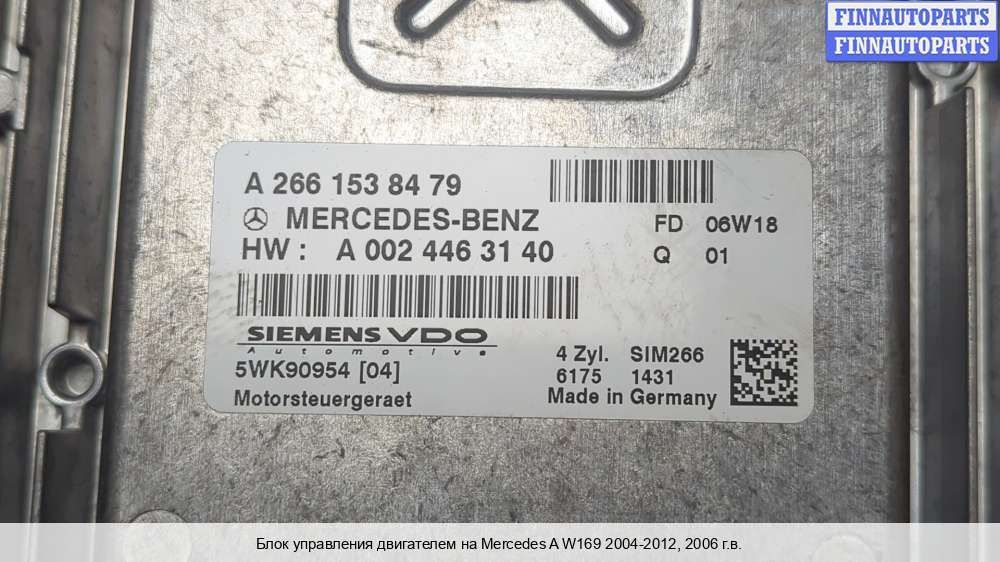 FINNAUTOPARTS
FINNAUTOPARTS
A 266 153 84 79
MERCEDES-BENZ FD 06W18
HW : A 002 446 31 40 Q 01
SIEMENS VDO
Automotive
4 Zyl. SIM266
5WK90954 [04] 6175 1431
Motorsteuergeraet Made in Germany
Блок управления двигателем на Mercedes A W169 2004-2012, 2006 г.в.